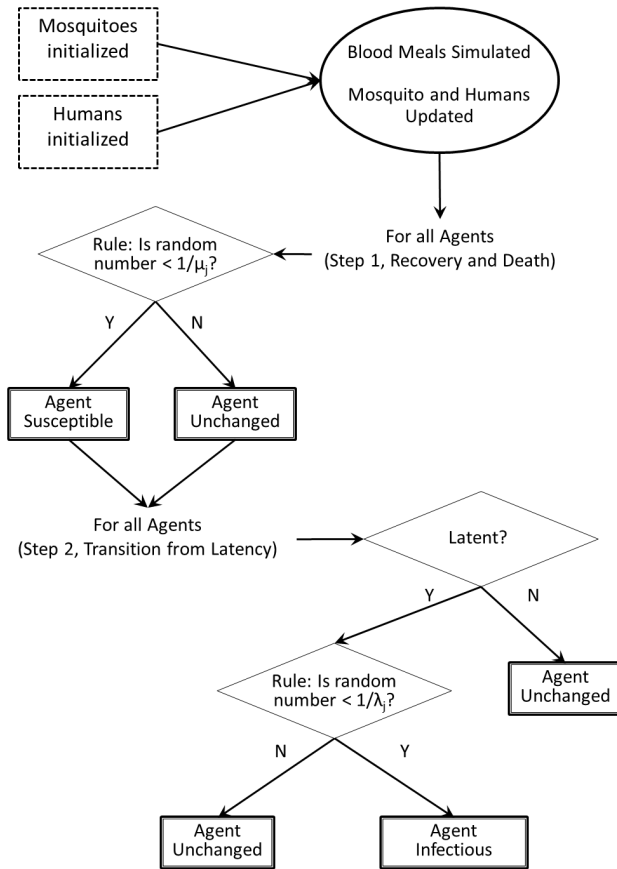 Mosquitoes
initialized
Humans
initialized
Blood Meals Simulated
Mosquito and Humans
Updated
For all Agents
(Step 1, Recovery and Death)
Rule: Is random
number < 1/μⱼ?
Y
N
Agent
Susceptible
Agent
Unchanged
For all Agents
(Step 2, Transition from Latency)
Latent?
Y
N
Agent
Unchanged
Rule: Is random
number < 1/λⱼ?
N
Y
Agent
Unchanged
Agent
Infectious